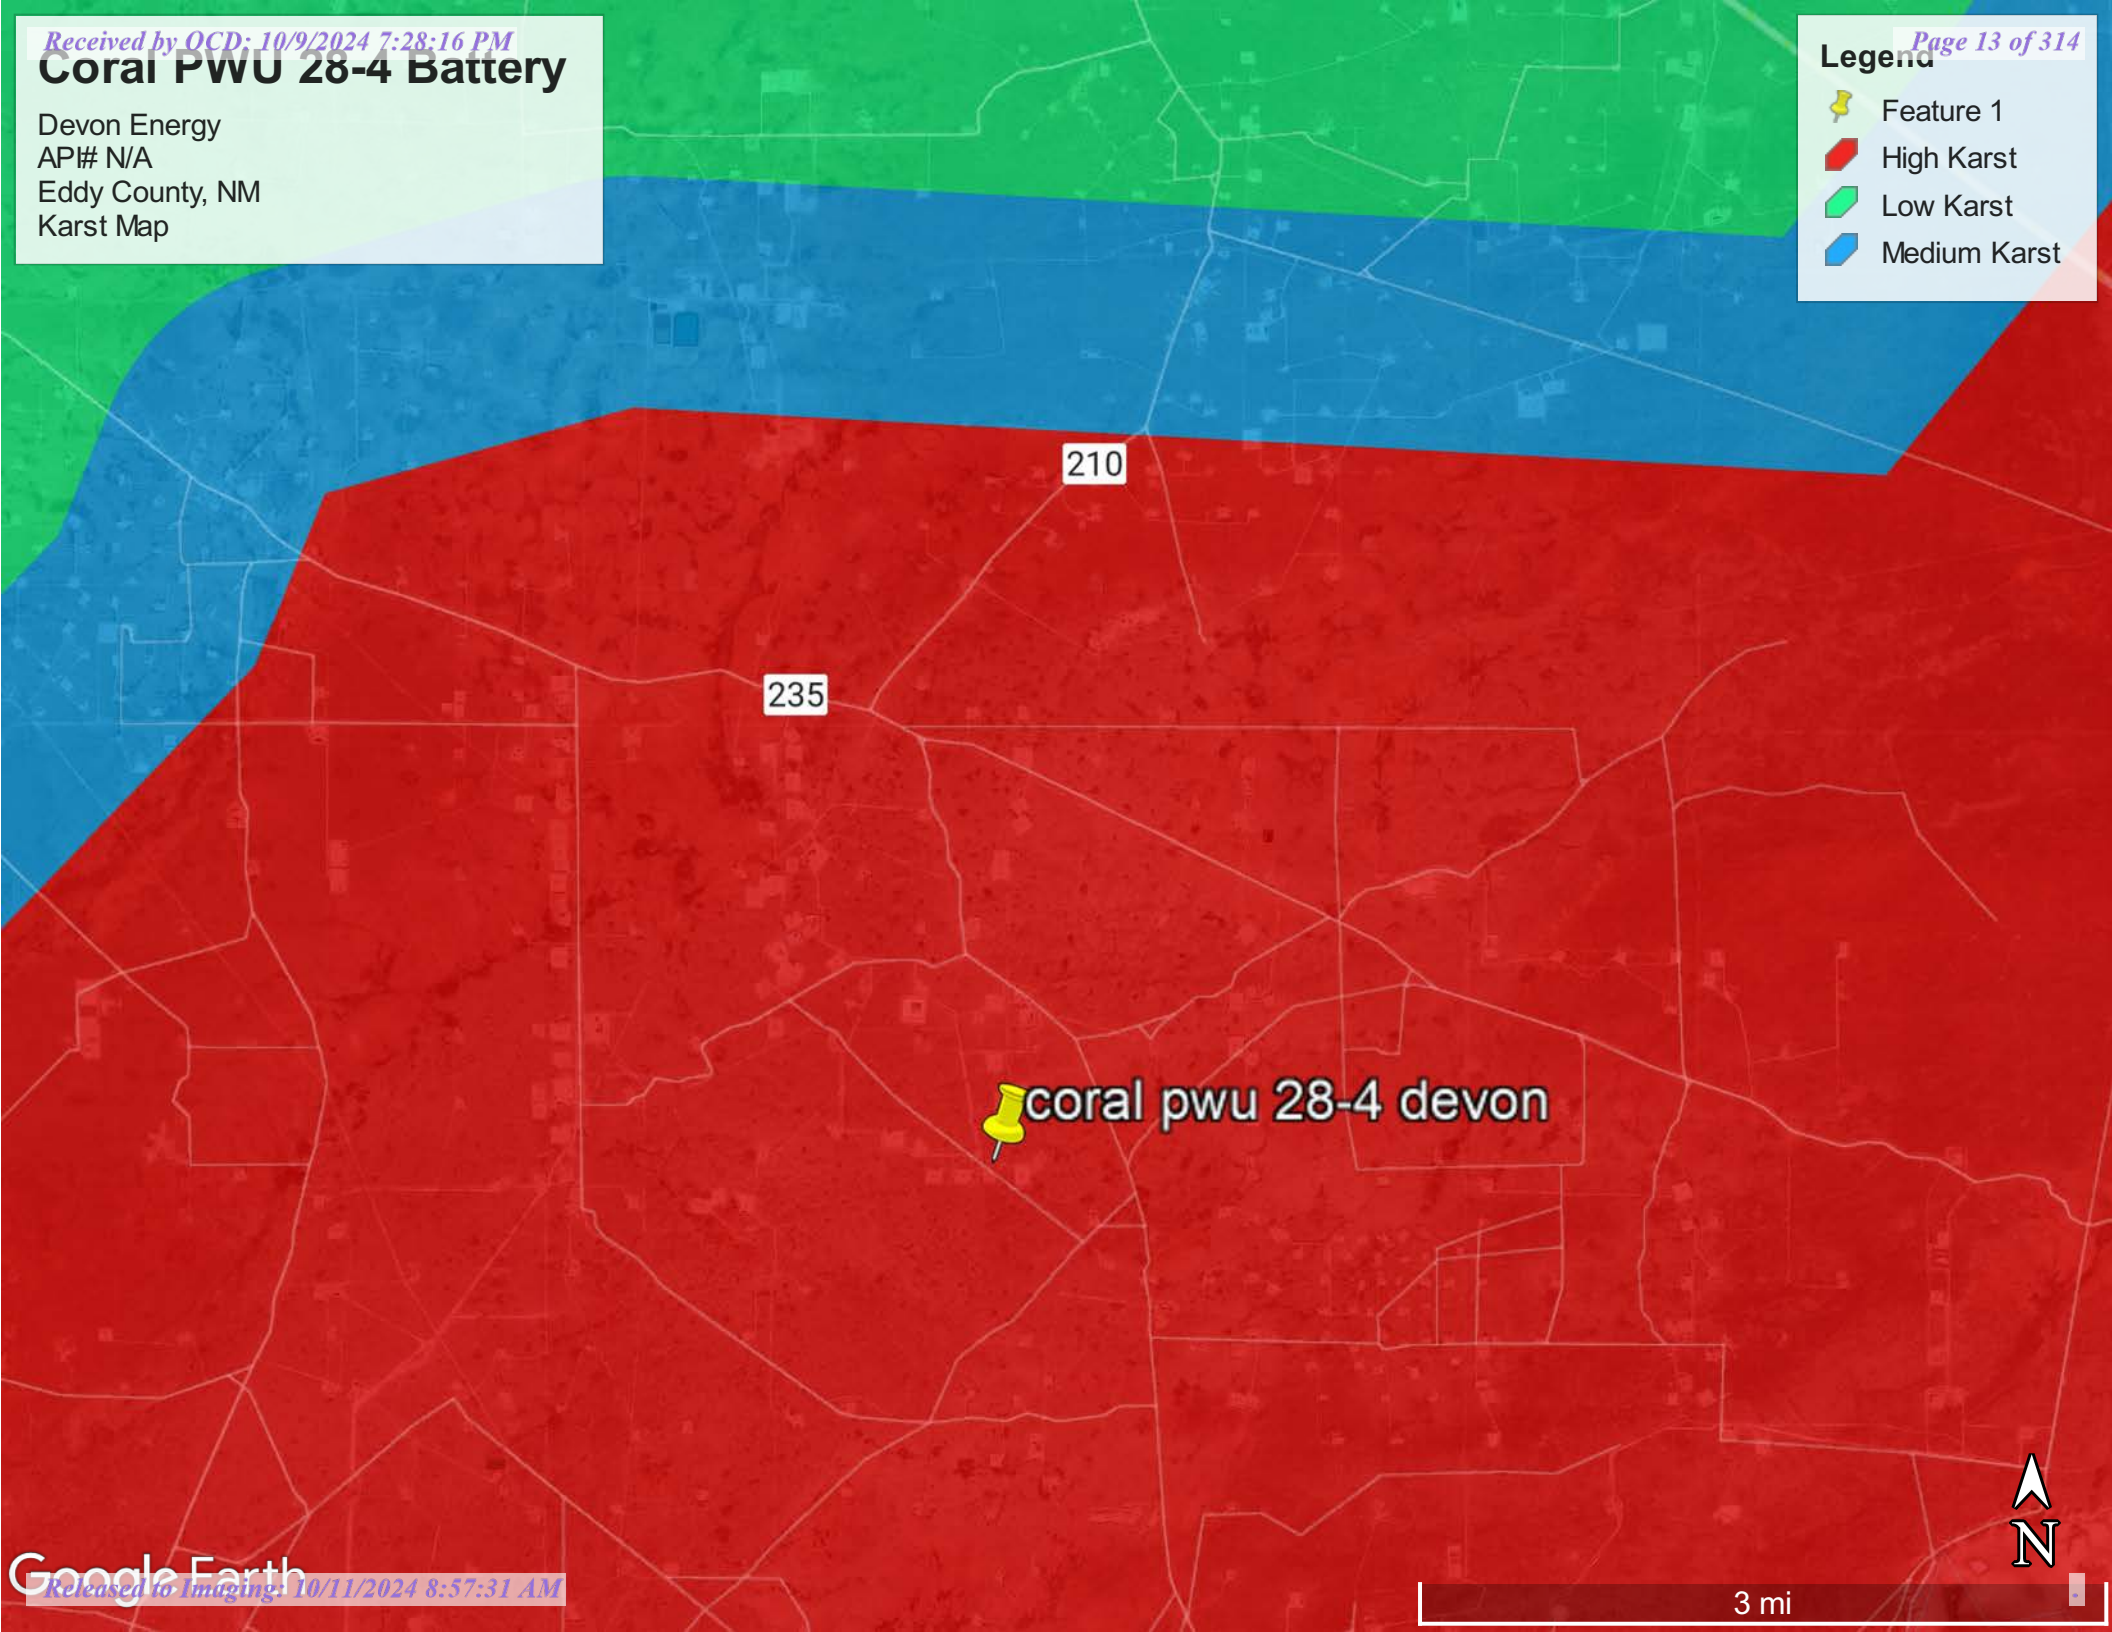 Received by OCD: 10/9/2024 7:28:16 PM
Page 13 of 314
Coral PWU 28-4 Battery
Devon Energy
API# N/A
Eddy County, NM
Karst Map
Legend
Feature 1
High Karst
Low Karst
Medium Karst
210
235
coral pwu 28-4 devon
N
Google Earth
Released to Imaging: 10/11/2024 8:57:31 AM
3 mi